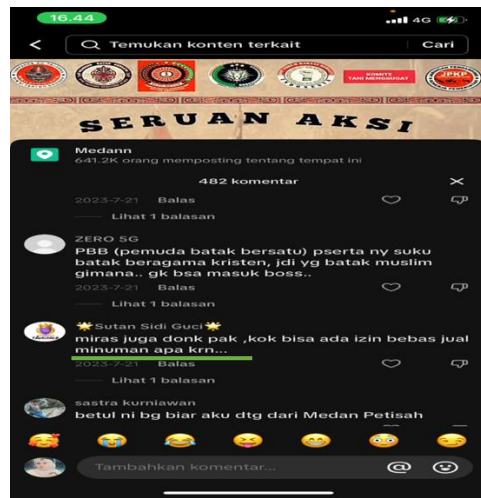 16.44
4G
Temukan konten terkait
Cari
KOMITE
TANI MENGGUGAT
JPKP
SERUAN AKSI
Medann
641.2K orang memposting tentang tempat ini
482 komentar
2023-7-21 Balas
Lihat 1 balasan
ZERO SG
PBB (pemuda batak bersatu) pserta ny suku
batak beragama kristen, jdi yg batak muslim
gimana.. gk bsa masuk boss..
2023-7-21 Balas
Lihat 1 balasan
🌟Sutan Sidi Guci🌟
miras juga donk pak ,kok bisa ada izin bebas jual
minuman apa krn...
2023-7-21 Balas
Lihat 1 balasan
sastra kurniawan
betul ni bg biar aku dtg dari Medan Petisah
Tambahkan komentar...